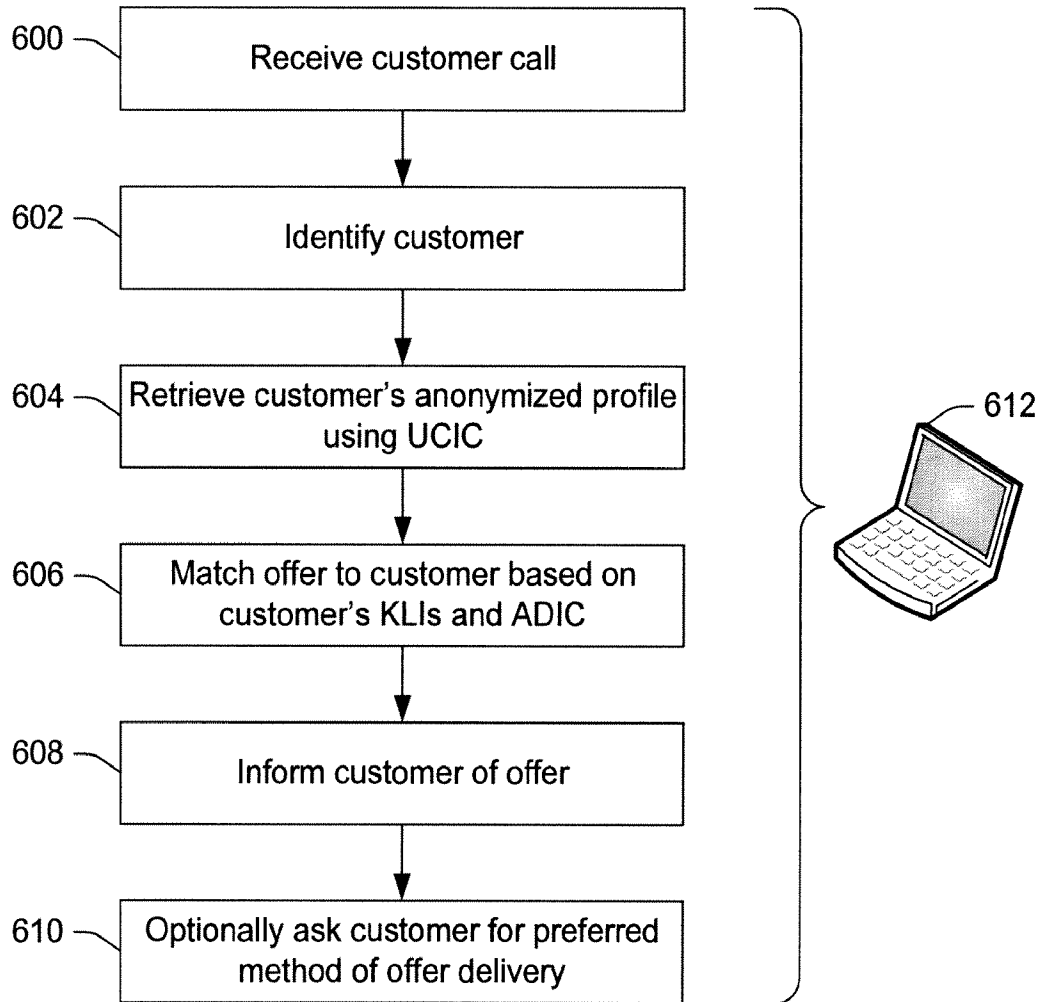 600
Receive customer call
602
Identify customer
604
Retrieve customer's anonymized profile
using UCIC
612
606
Match offer to customer based on
customer's KLIs and ADIC
608
Inform customer of offer
610
Optionally ask customer for preferred
method of offer delivery